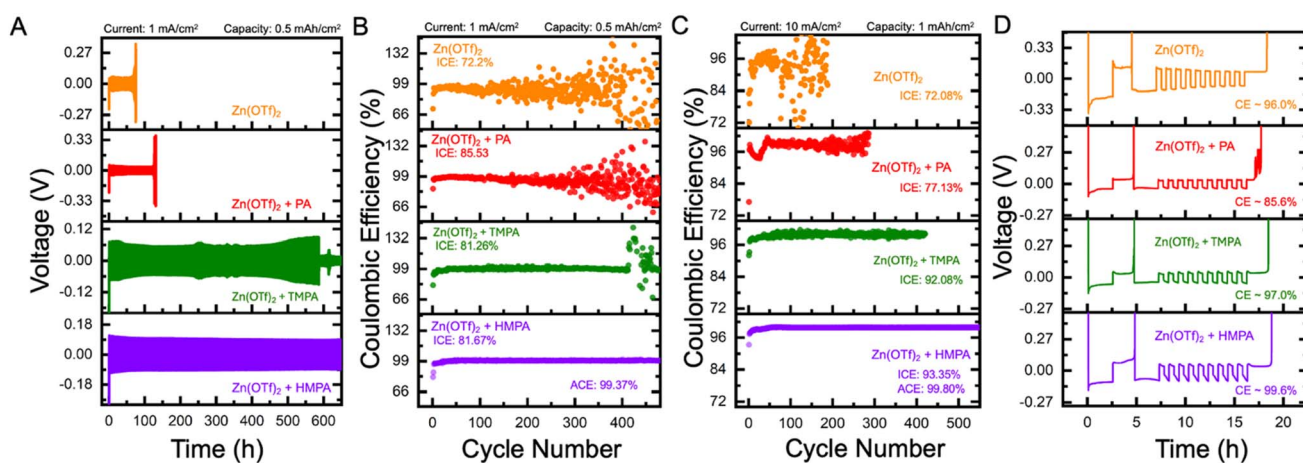 A
Current: 1 mA/cm² Capacity: 0.5 mAh/cm²
0.27
0.00
-0.27
Zn(OTf)₂
0.33
0.00
-0.33
Zn(OTf)₂ + PA
0.12
0.00
-0.12
Zn(OTf)₂ + TMPA
0.18
0.00
-0.18
Zn(OTf)₂ + HMPA
Voltage (V)
0 100 200 300 400 500 600
Time (h)
B
Current: 1 mA/cm² Capacity: 0.5 mAh/cm²
132
99
66
Zn(OTf)₂
ICE: 72.2%
132
99
66
Zn(OTf)₂ + PA
ICE: 85.53
132
99
66
Zn(OTf)₂ + TMPA
ICE: 81.26%
132
99
66
Zn(OTf)₂ + HMPA
ICE: 81.67%
ACE: 99.37%
Coulombic Efficiency (%)
0 100 200 300 400
Cycle Number
C
Current: 10 mA/cm² Capacity: 1 mAh/cm²
96
84
72
Zn(OTf)₂
ICE: 72.08%
96
84
72
Zn(OTf)₂ + PA
ICE: 77.13%
96
84
72
Zn(OTf)₂ + TMPA
ICE: 92.08%
96
84
72
Zn(OTf)₂ + HMPA
ICE: 93.35%
ACE: 99.80%
Coulombic Efficiency (%)
0 100 200 300 400 500
Cycle Number
D
0.33
0.00
-0.33
Zn(OTf)₂
CE ~ 96.0%
0.27
0.00
-0.27
Zn(OTf)₂ + PA
CE ~ 85.6%
0.27
0.00
-0.27
Zn(OTf)₂ + TMPA
CE ~ 97.0%
0.27
0.00
-0.27
Zn(OTf)₂ + HMPA
CE ~ 99.6%
0 5 10 15 20
Time (h)